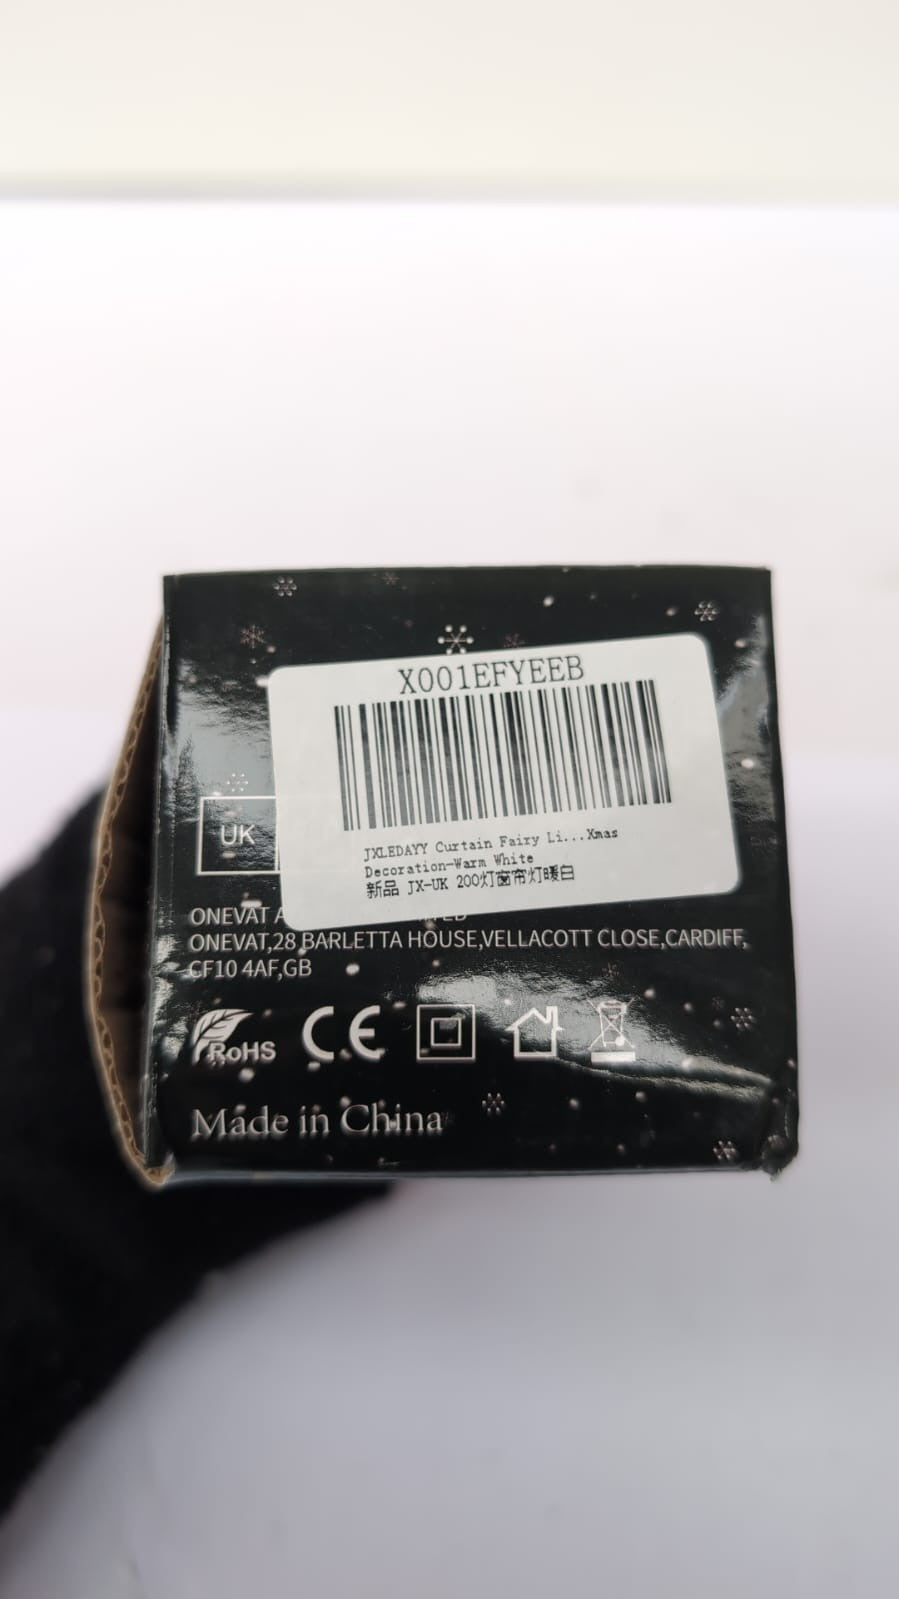 X001EFYEEB
JXLEDAYY Curtain Fairy Li...Xmas
Decoration-Warm White
新品 JX-UK 200灯窗帘灯暖白
UK
ONEVAT
ONEVAT,28 BARLETTA HOUSE,VELLACOTT CLOSE,CARDIFF,
CF10 4AF,GB
RoHS CE
Made in China